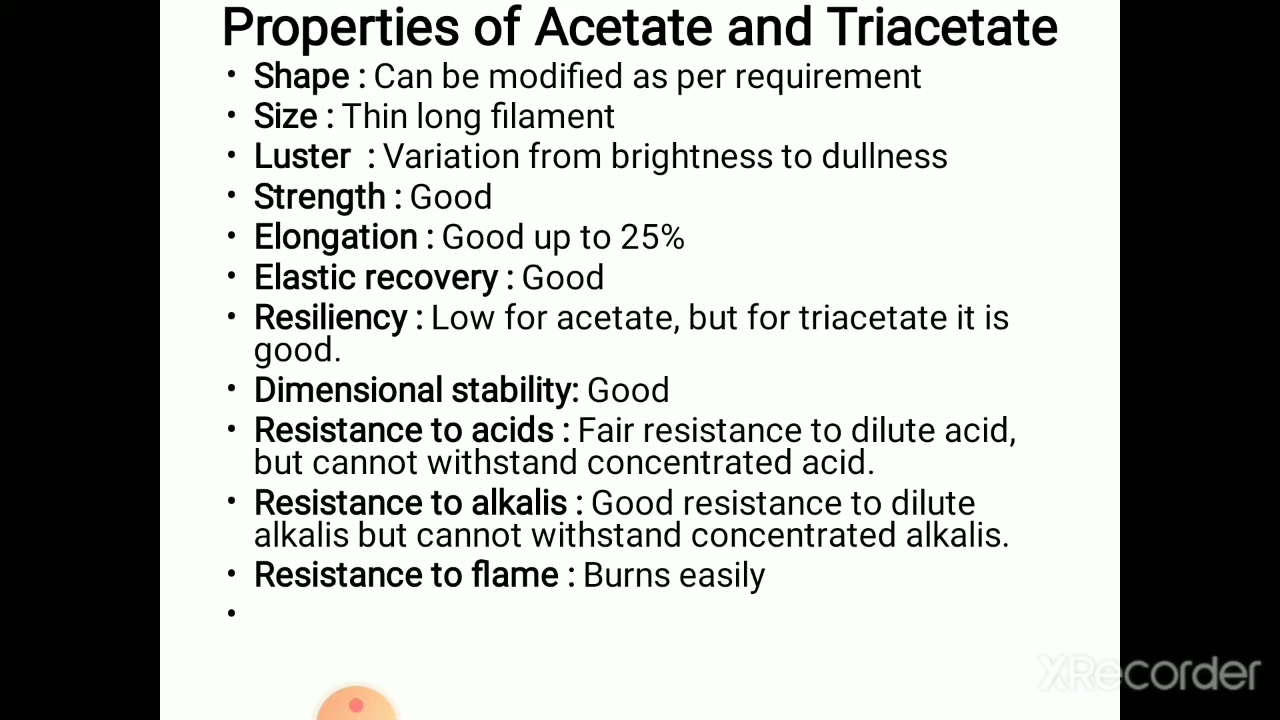 Properties of Acetate and Triacetate
• Shape : Can be modified as per requirement
• Size : Thin long filament
• Luster : Variation from brightness to dullness
• Strength : Good
• Elongation : Good up to 25%
• Elastic recovery : Good
• Resiliency : Low for acetate, but for triacetate it is
good.
• Dimensional stability: Good
• Resistance to acids : Fair resistance to dilute acid,
but cannot withstand concentrated acid.
• Resistance to alkalis : Good resistance to dilute
alkalis but cannot withstand concentrated alkalis.
• Resistance to flame : Burns easily
•
XRecorder